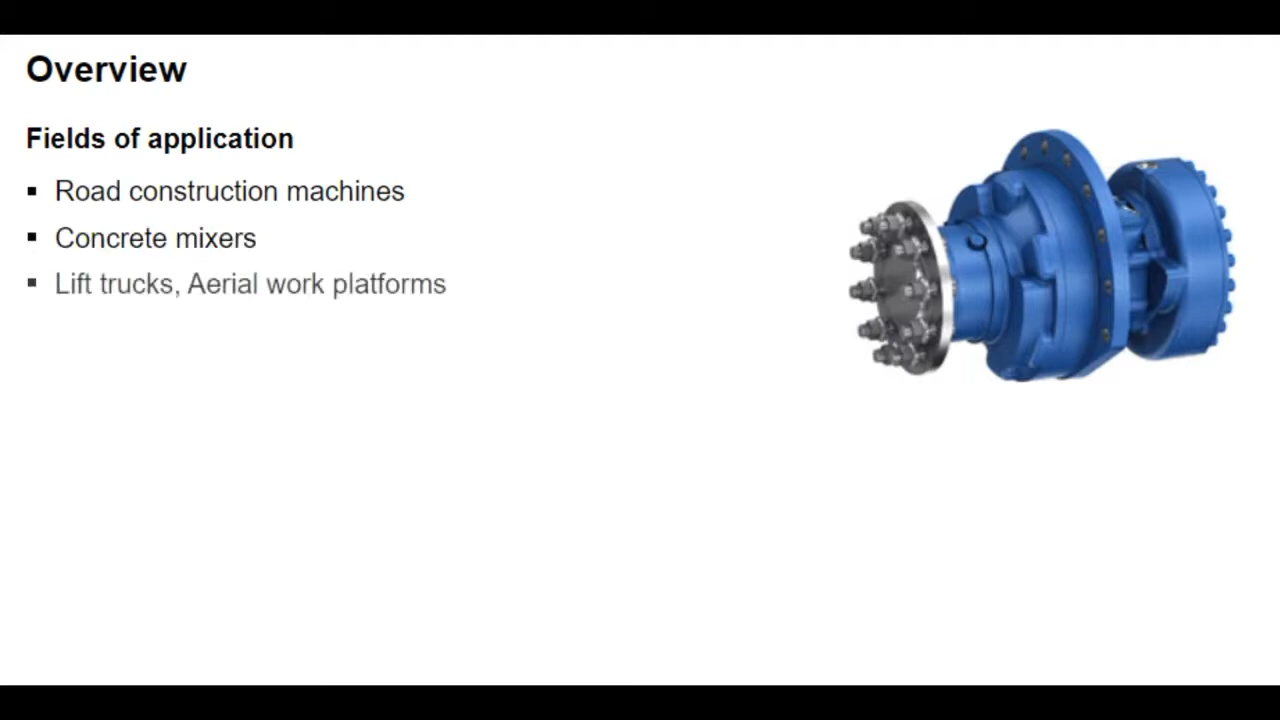 Overview
Fields of application
▪ Road construction machines
▪ Concrete mixers
▪ Lift trucks, Aerial work platforms